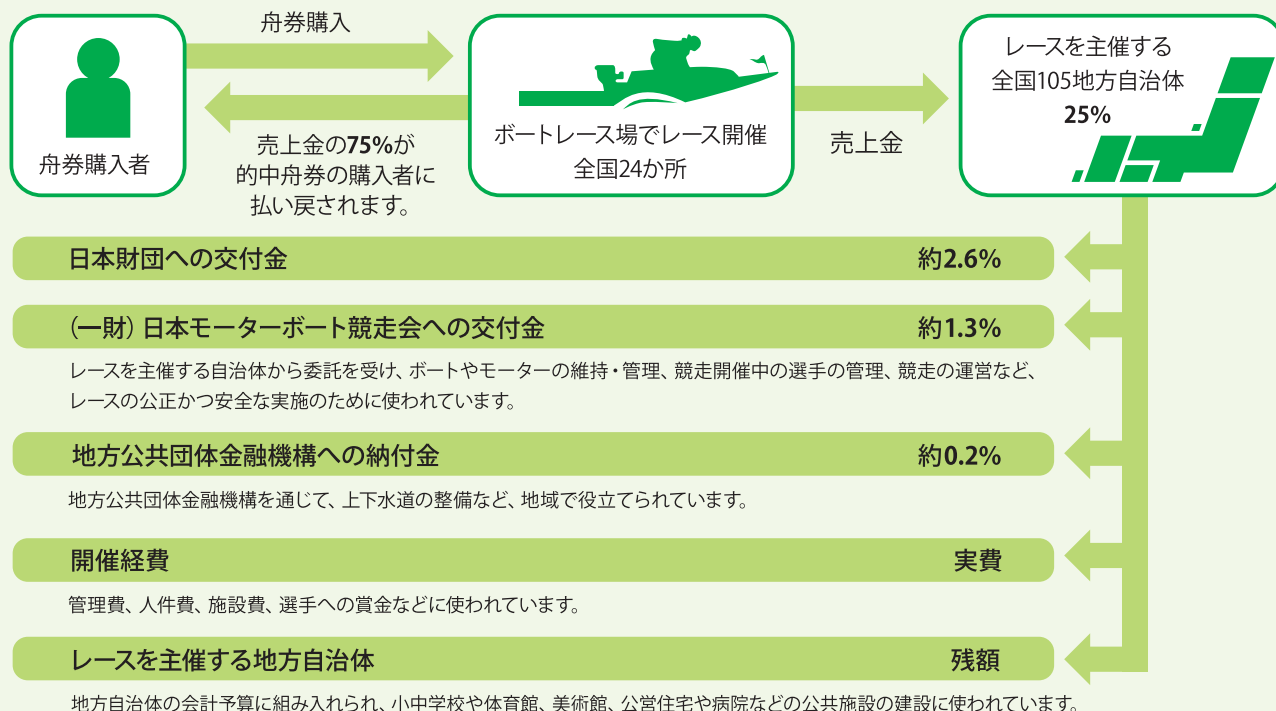 舟券購入
舟券購入者
売上金の75%が
的中舟券の購入者に
払い戻されます。
ボートレース場でレース開催
全国24か所
売上金
レースを主催する
全国105地方自治体
25%
日本財団への交付金 約2.6%
（一財）日本モーターボート競走会への交付金 約1.3%
レースを主催する自治体から委託を受け、ボートやモーターの維持・管理、競走開催中の選手の管理、競走の運営など、
レースの公正かつ安全な実施のために使われています。
地方公共団体金融機構への納付金 約0.2%
地方公共団体金融機構を通じて、上下水道の整備など、地域で役立てられています。
開催経費 実費
管理費、人件費、施設費、選手への賞金などに使われています。
レースを主催する地方自治体 残額
地方自治体の会計予算に組み入れられ、小中学校や体育館、美術館、公営住宅や病院などの公共施設の建設に使われています。